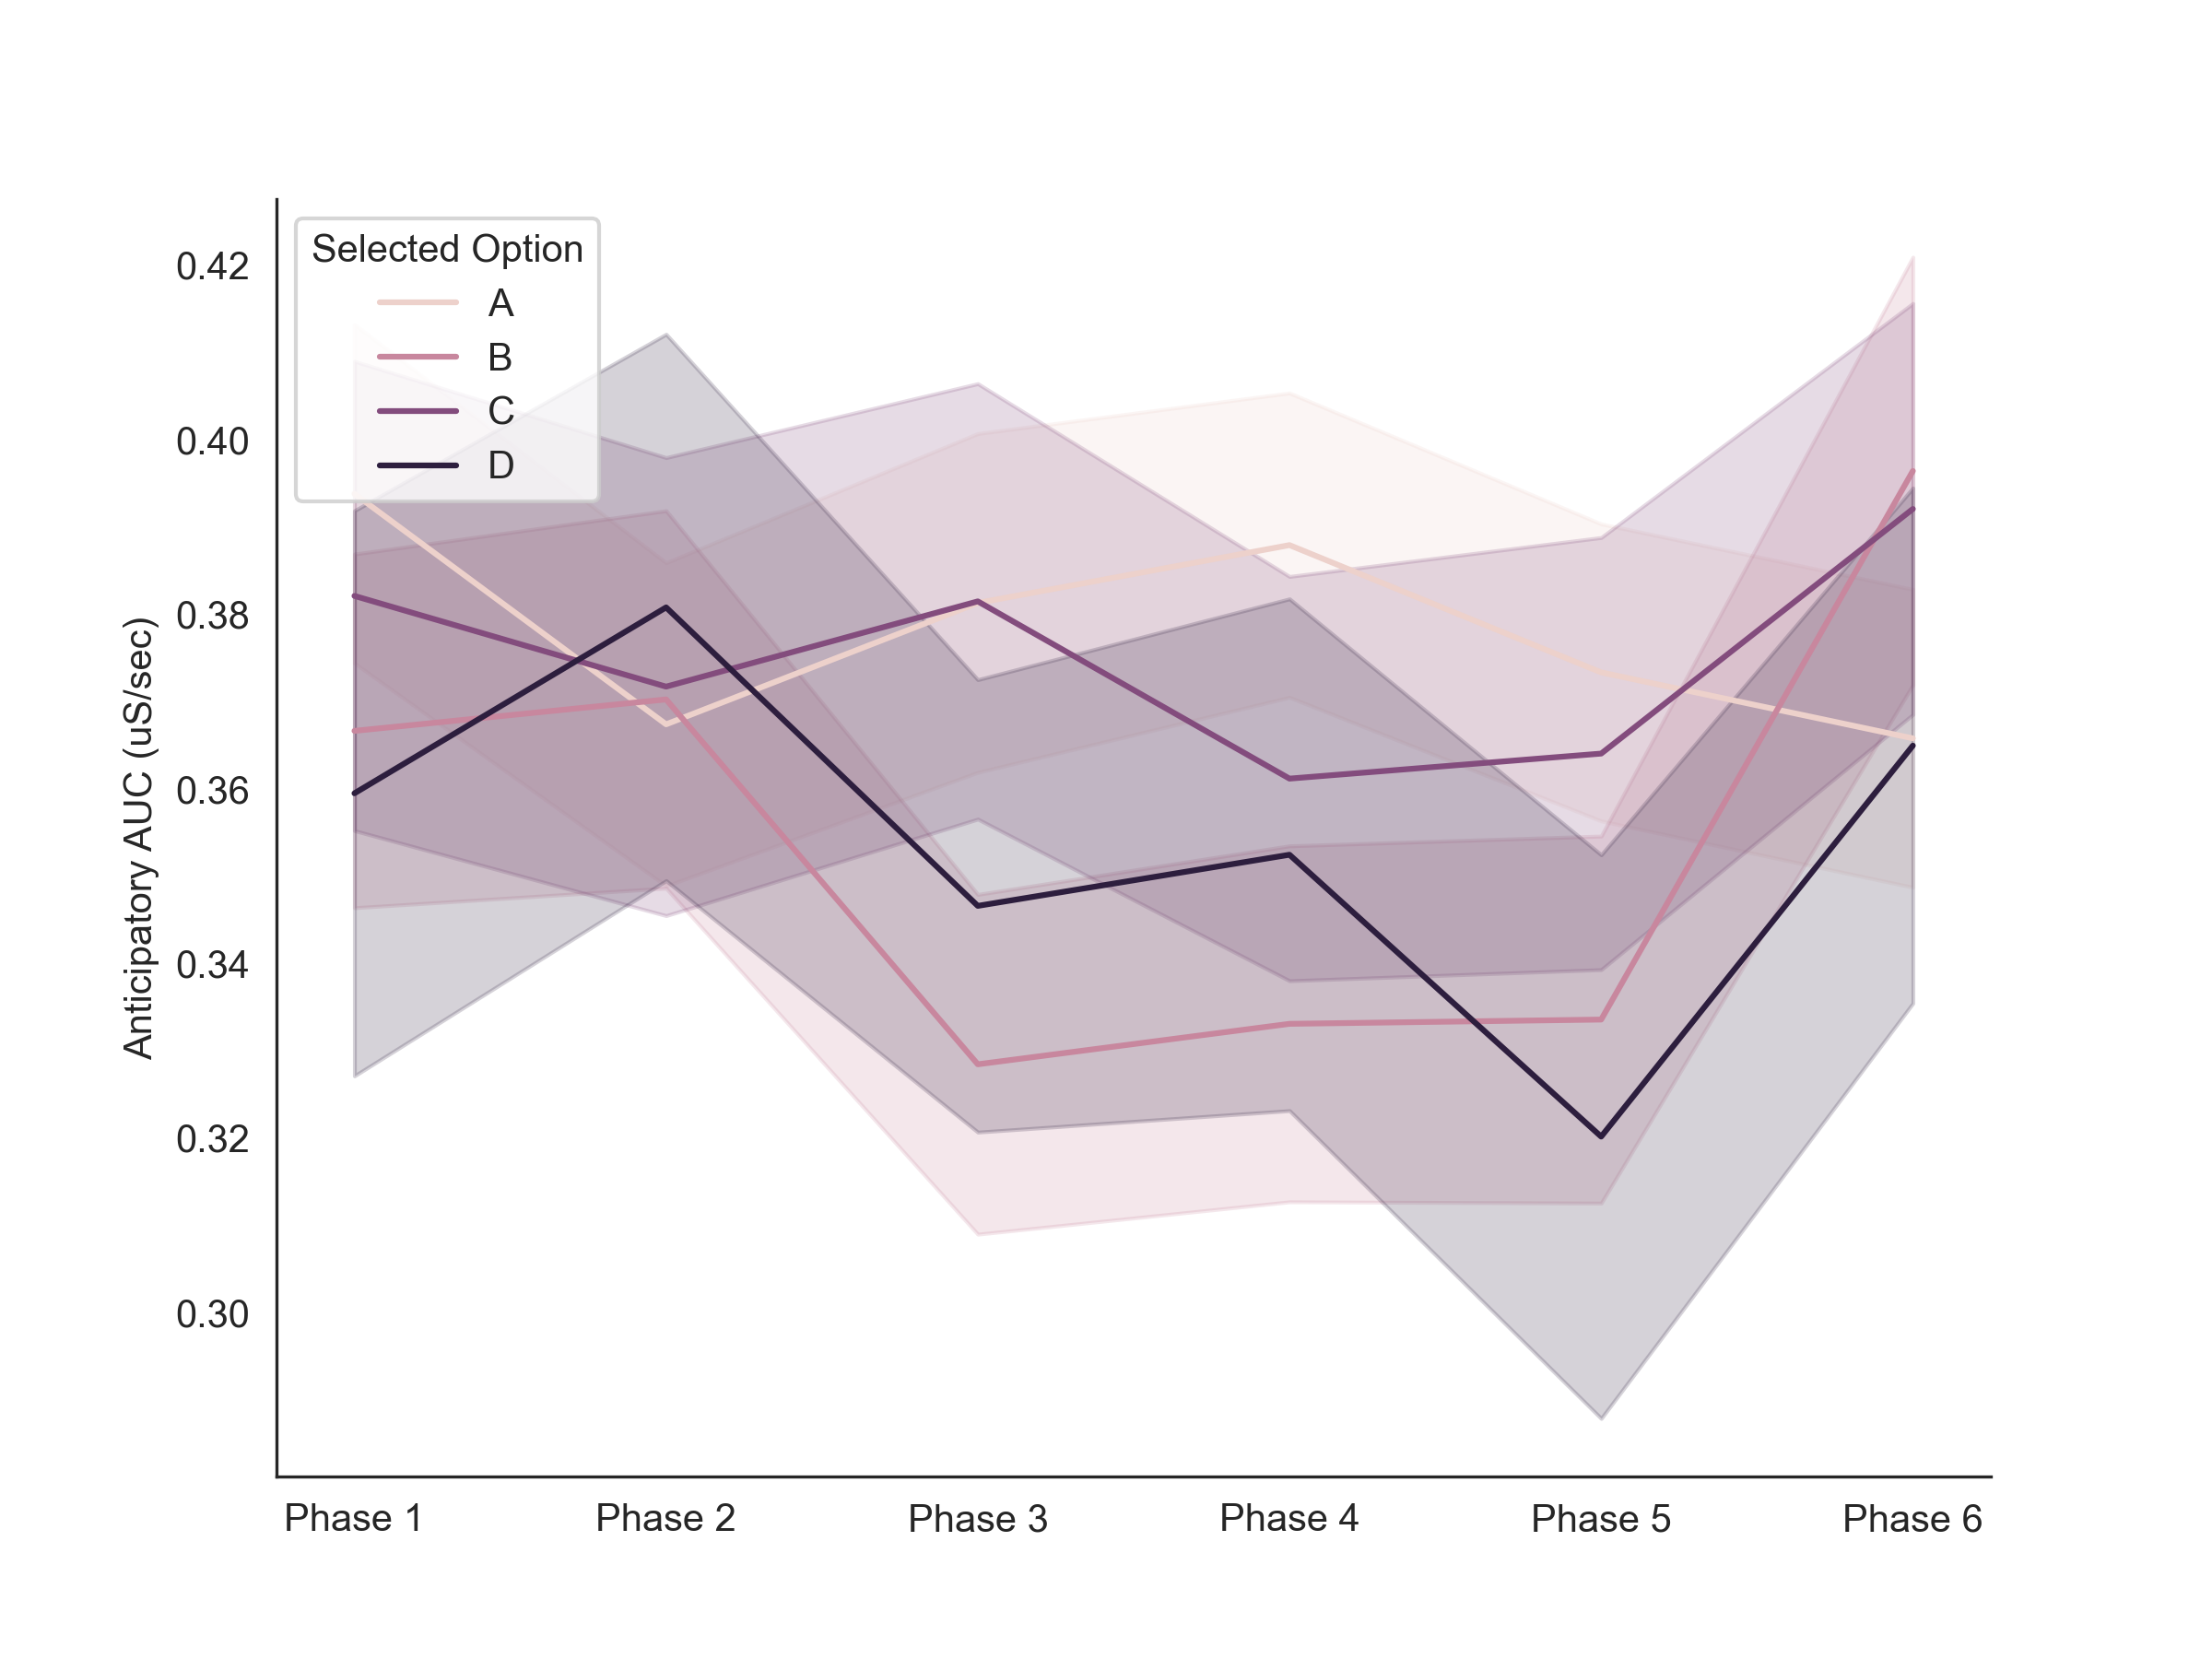 Selected Option
A
B
C
D
0.42
0.40
0.38
0.36
0.34
0.32
0.30
Anticipatory AUC (uS/sec)
Phase 1
Phase 2
Phase 3
Phase 4
Phase 5
Phase 6